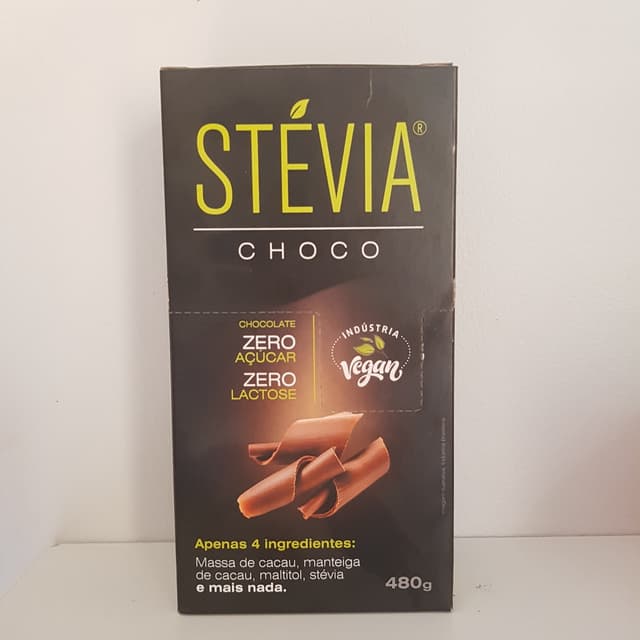 STÉVIA®
CHOCO
CHOCOLATE
ZERO
AÇÚCAR
ZERO
LACTOSE
INDÚSTRIA
Vegan
Apenas 4 ingredientes:
Massa de cacau, manteiga
de cacau, maltitol, stévia
e mais nada.
480g